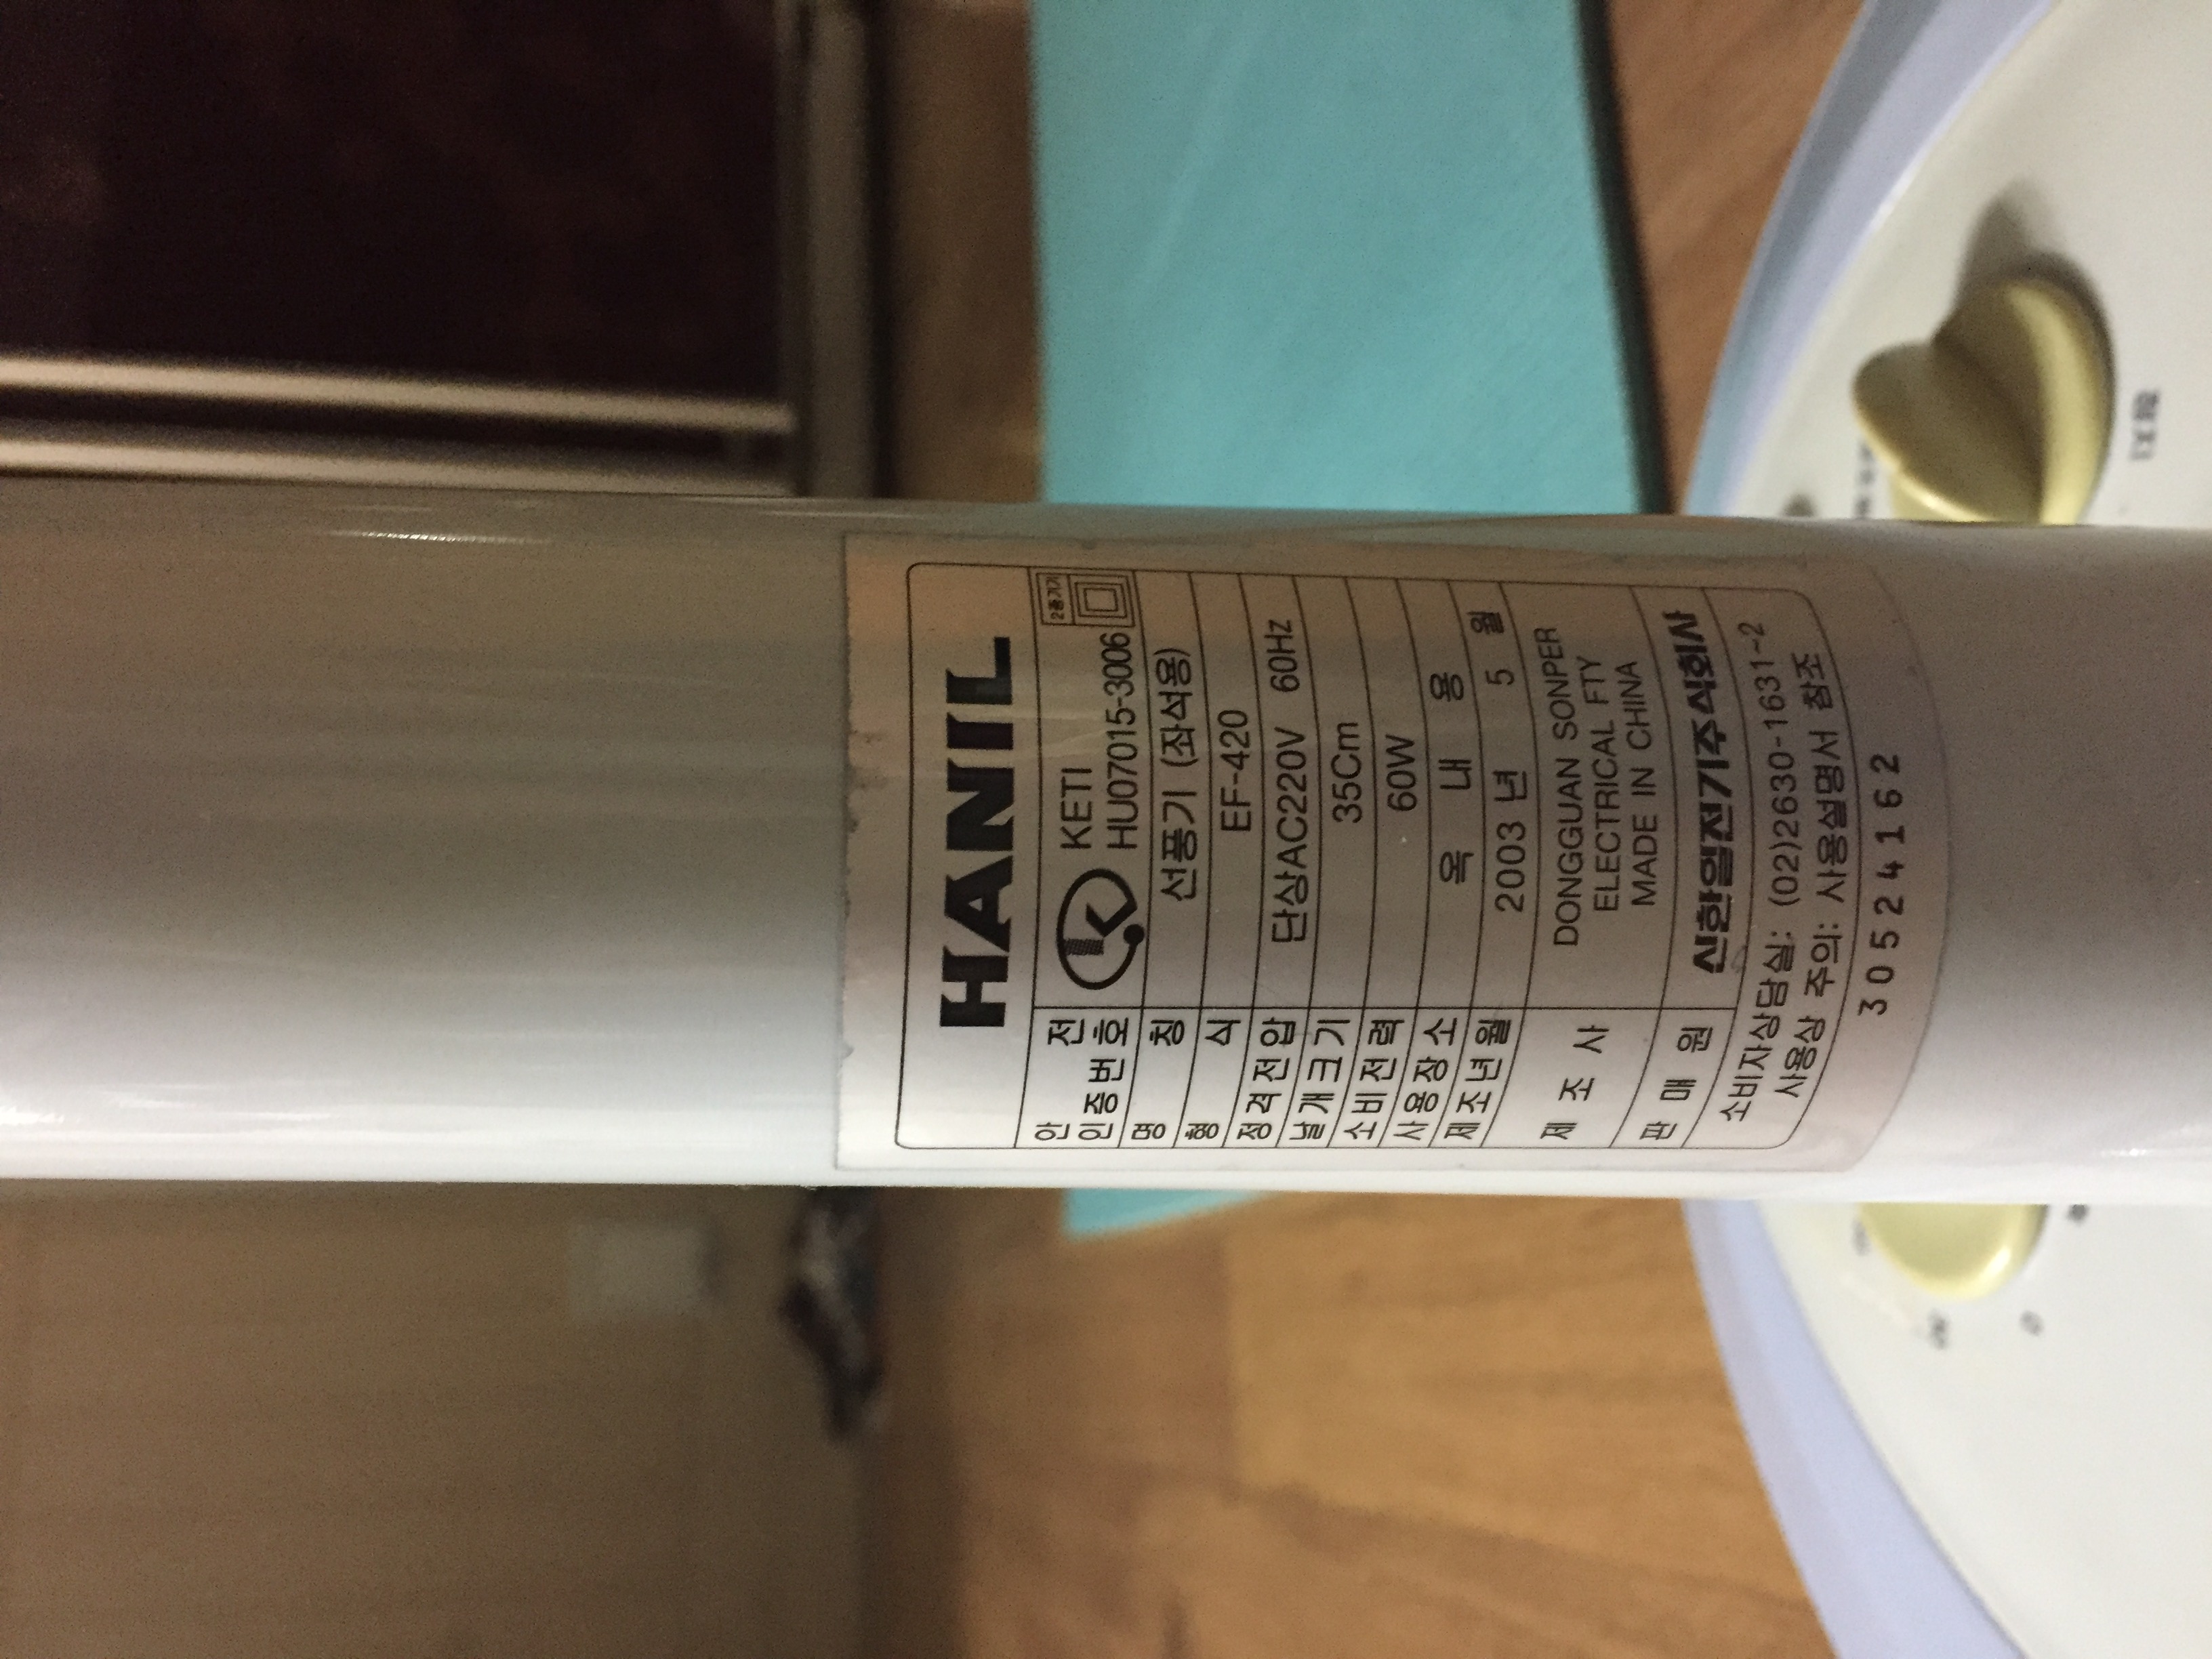 HANIL
안전인증번호 KETI HU07015-3006 2종기기
명칭 선풍기 (좌석용)
형식 EF-420
정격전압 단상AC220V 60Hz
날개크기 35Cm
소비전력 60W
사용장소 옥내용
제조년월 2003년 5월
제조사 DONGGUAN SONPER
ELECTRICAL FTY
MADE IN CHINA
판매원 신한일전기주식회사
소비자상담실: (02)2630-1631~2
사용상 주의: 사용설명서 참조
30524162